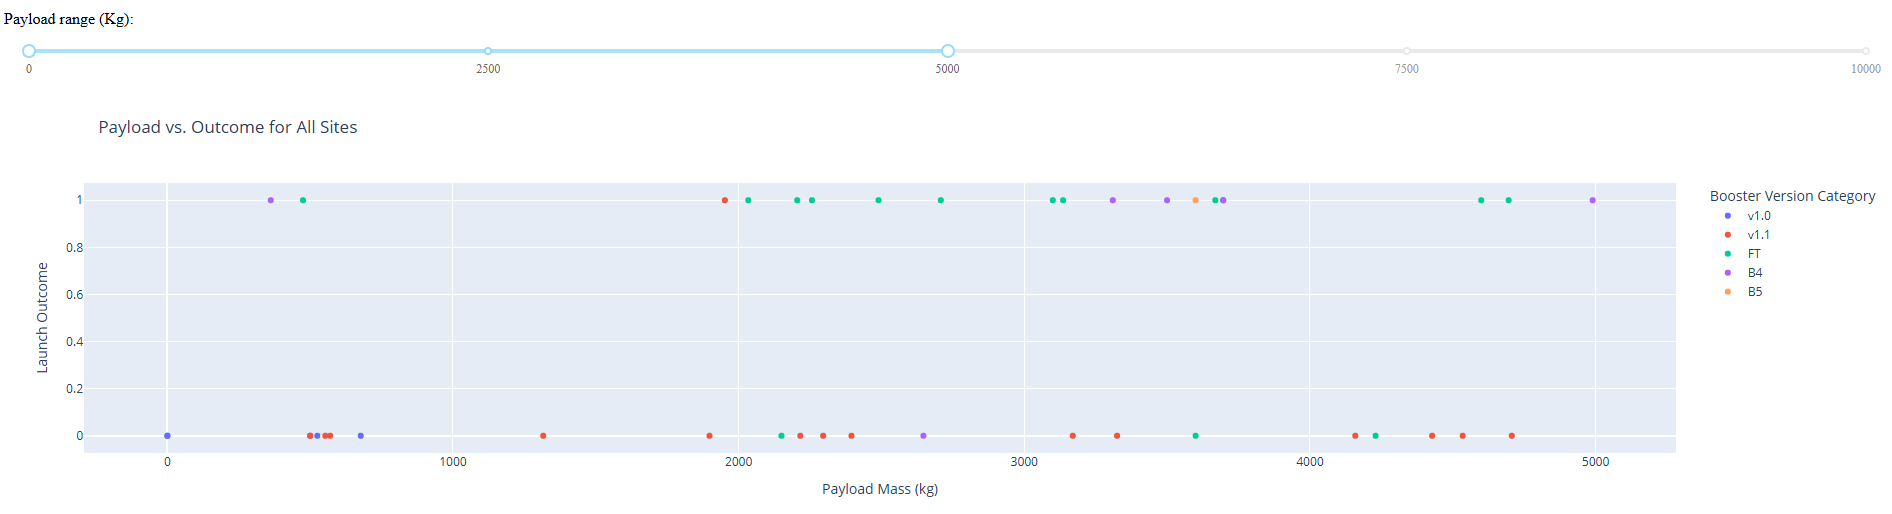 Payload range (Kg):
0 2500 5000 7500 10000
Payload vs. Outcome for All Sites
Booster Version Category
v1.0
v1.1
FT
B4
B5
Launch Outcome
1
0.8
0.6
0.4
0.2
0
0 1000 2000 3000 4000 5000
Payload Mass (kg)